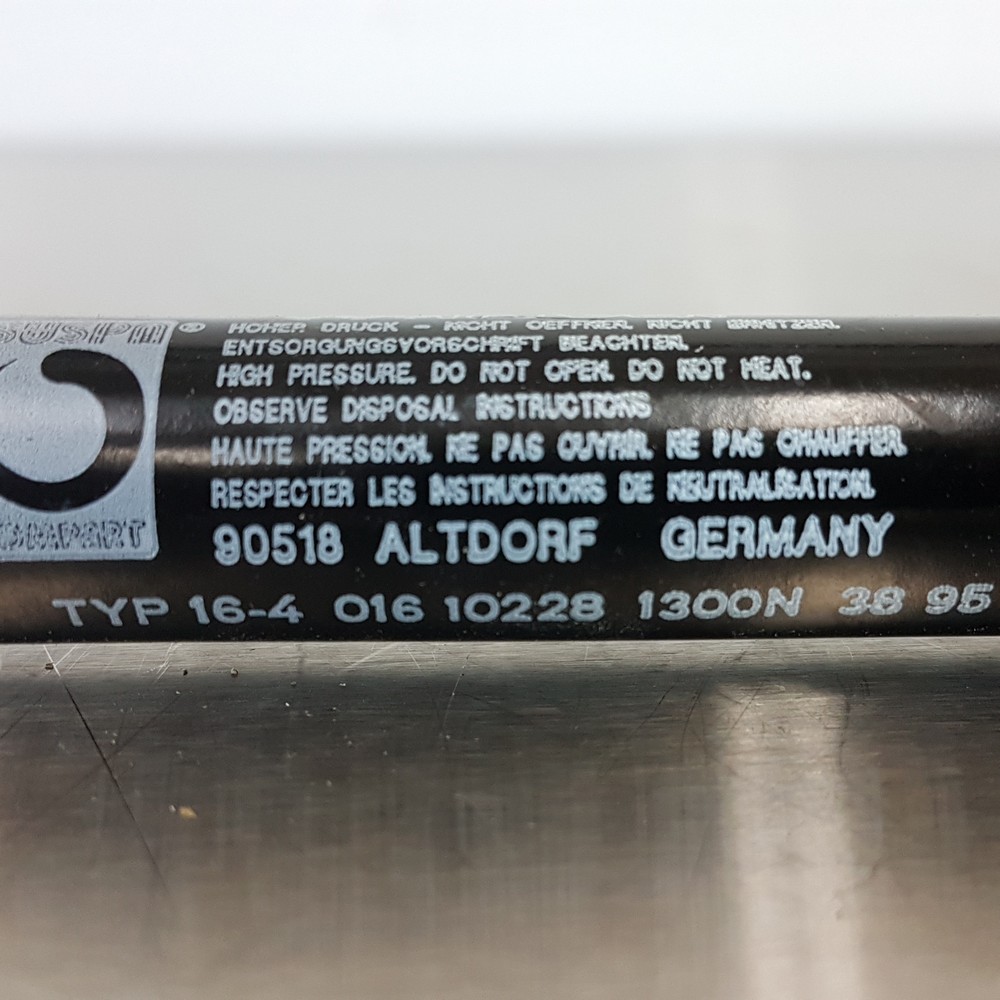 SUSPA ®
HOHER DRUCK – NICHT OEFFNEN. NICHT ERHITZEN.
ENTSORGUNGSVORSCHRIFT BEACHTEN.
HIGH PRESSURE. DO NOT OPEN. DO NOT HEAT.
OBSERVE DISPOSAL INSTRUCTIONS
HAUTE PRESSION. NE PAS OUVRIR. NE PAS CHAUFFER.
RESPECTER LES INSTRUCTIONS DE NEUTRALISATION.
COMPART
90518 ALTDORF GERMANY
TYP 16-4 016 10228 1300N 38 95